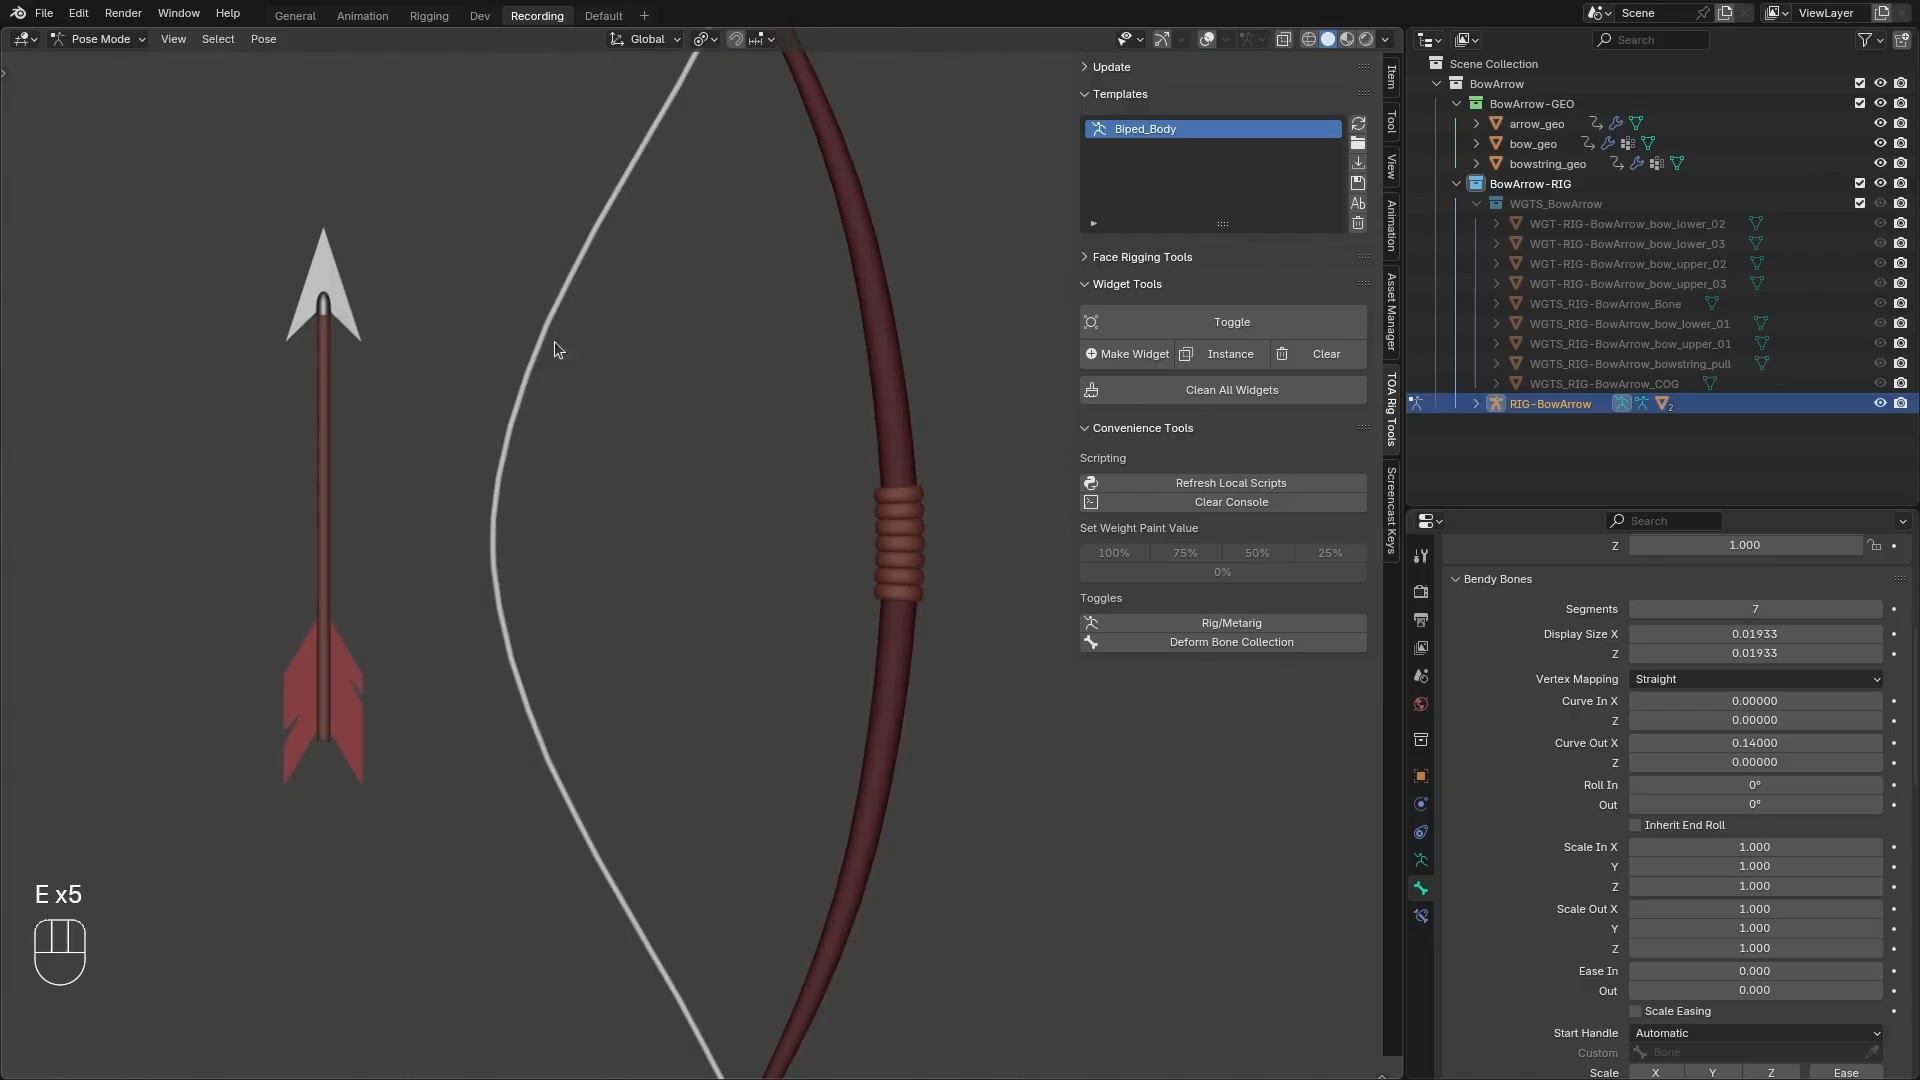 File Edit Render Window Help General Animation Rigging Dev Recording Default + Scene ViewLayer
Pose Mode View Select Pose Global Search
Update
Templates
Biped_Body
Ab
Face Rigging Tools
Widget Tools
Toggle
Make Widget Instance Clear
Clean All Widgets
Convenience Tools
Scripting
Refresh Local Scripts
Clear Console
Set Weight Paint Value
100% 75% 50% 25%
0%
Toggles
Rig/Metarig
Deform Bone Collection
E x5
Item
Tool
View
Animation
Asset Manager
TOA Rig Tools
Screencast Keys
Scene Collection
BowArrow
BowArrow-GEO
arrow_geo
bow_geo
bowstring_geo
BowArrow-RIG
WGTS_BowArrow
WGT-RIG-BowArrow_bow_lower_02
WGT-RIG-BowArrow_bow_lower_03
WGT-RIG-BowArrow_bow_upper_02
WGT-RIG-BowArrow_bow_upper_03
WGTS_RIG-BowArrow_Bone
WGTS_RIG-BowArrow_bow_lower_01
WGTS_RIG-BowArrow_bow_upper_01
WGTS_RIG-BowArrow_bowstring_pull
WGTS_RIG-BowArrow_COG
RIG-BowArrow 2
Search
Z 1.000
Bendy Bones
Segments 7
Display Size X 0.01933
Z 0.01933
Vertex Mapping Straight
Curve In X 0.00000
Z 0.00000
Curve Out X 0.14000
Z 0.00000
Roll In 0°
Out 0°
Inherit End Roll
Scale In X 1.000
Y 1.000
Z 1.000
Scale Out X 1.000
Y 1.000
Z 1.000
Ease In 0.000
Out 0.000
Scale Easing
Start Handle Automatic
Custom Bone
Scale X Y Z Ease